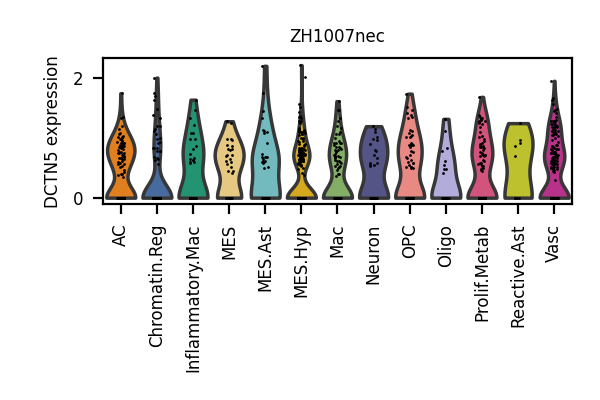 ZH1007nec
DCTN5 expression
2
0
AC
Chromatin.Reg
Inflammatory.Mac
MES
MES.Ast
MES.Hyp
Mac
Neuron
OPC
Oligo
Prolif.Metab
Reactive.Ast
Vasc